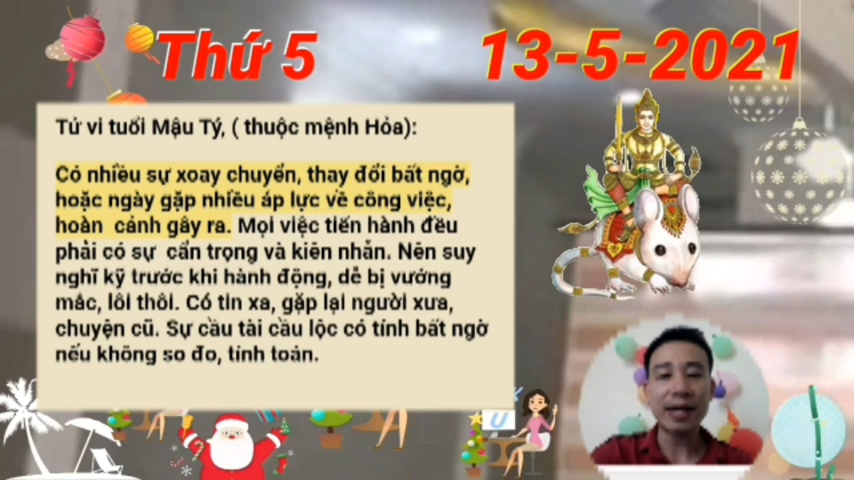 Thứ 5 13-5-2021
Tử vi tuổi Mậu Tý, ( thuộc mệnh Hỏa):
Có nhiều sự xoay chuyển, thay đổi bất ngờ,
hoặc ngày gặp nhiều áp lực về công việc,
hoàn cảnh gây ra. Mọi việc tiến hành đều
phải có sự cẩn trọng và kiên nhẫn. Nên suy
nghĩ kỹ trước khi hành động, dễ bị vướng
mắc, lôi thôi. Có tin xa, gặp lại người xưa,
chuyện cũ. Sự cầu tài cầu lộc có tính bất ngờ
nếu không so đo, tính toán.
U